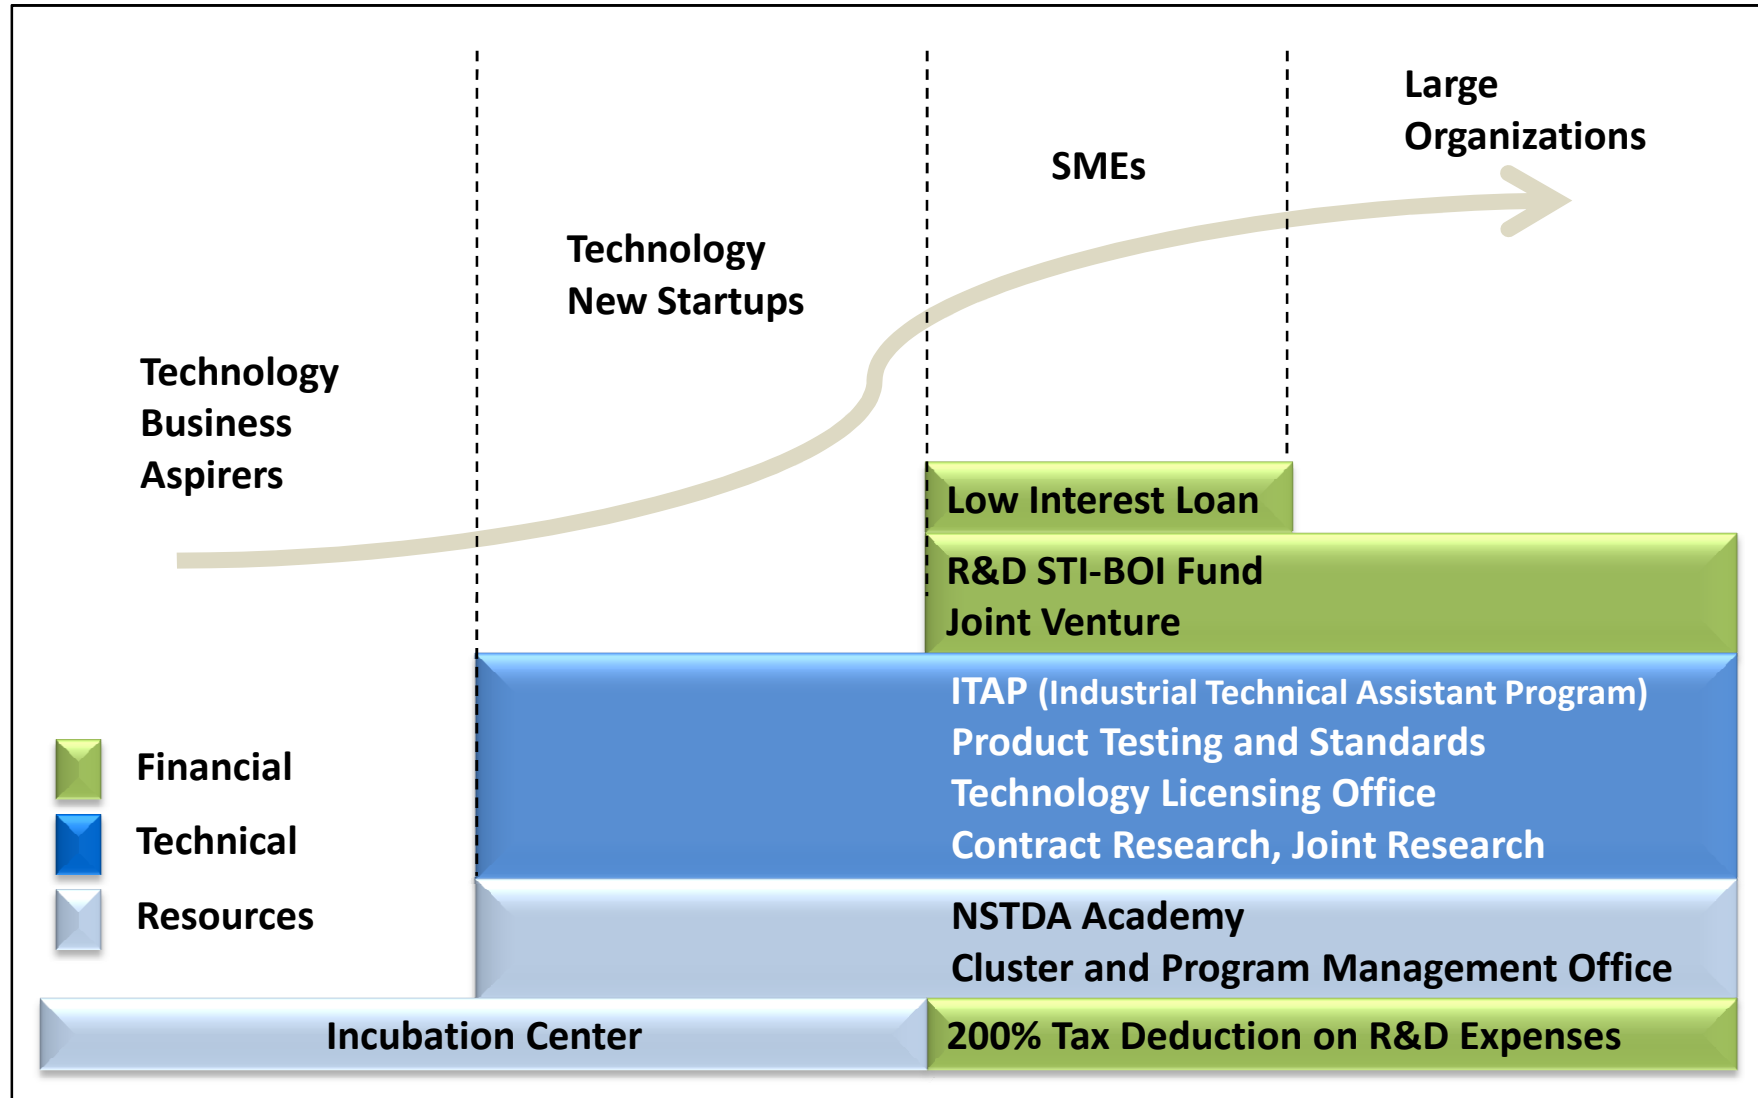 Large
Organizations
SMEs
Technology
New Startups
Technology
Business
Aspirers
Low Interest Loan
R&D STI-BOI Fund
Joint Venture
ITAP (Industrial Technical Assistant Program)
Product Testing and Standards
Technology Licensing Office
Contract Research, Joint Research
Financial
Technical
Resources
NSTDA Academy
Cluster and Program Management Office
Incubation Center
200% Tax Deduction on R&D Expenses